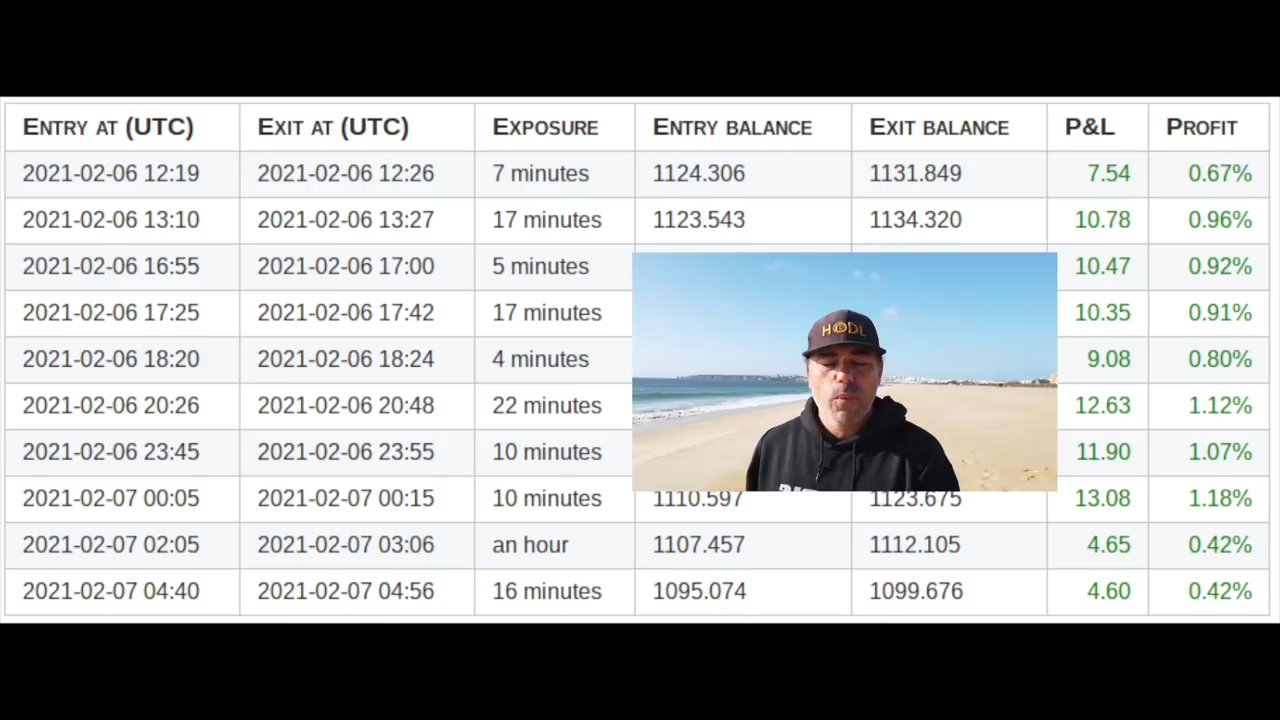 ENTRY AT (UTC) EXIT AT (UTC) EXPOSURE ENTRY BALANCE EXIT BALANCE P&L PROFIT
2021-02-06 12:19 2021-02-06 12:26 7 minutes 1124.306 1131.849 7.54 0.67%
2021-02-06 13:10 2021-02-06 13:27 17 minutes 1123.543 1134.320 10.78 0.96%
2021-02-06 16:55 2021-02-06 17:00 5 minutes 10.47 0.92%
2021-02-06 17:25 2021-02-06 17:42 17 minutes 10.35 0.91%
HODL
2021-02-06 18:20 2021-02-06 18:24 4 minutes 9.08 0.80%
2021-02-06 20:26 2021-02-06 20:48 22 minutes 12.63 1.12%
2021-02-06 23:45 2021-02-06 23:55 10 minutes 11.90 1.07%
2021-02-07 00:05 2021-02-07 00:15 10 minutes 1110.597 1123.675 13.08 1.18%
2021-02-07 02:05 2021-02-07 03:06 an hour 1107.457 1112.105 4.65 0.42%
2021-02-07 04:40 2021-02-07 04:56 16 minutes 1095.074 1099.676 4.60 0.42%